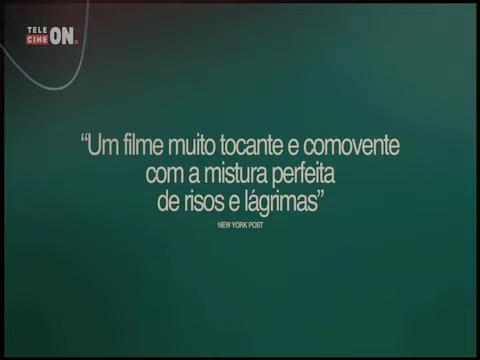 TELE
CINE
ON.
“Um filme muito tocante e comovente
com a mistura perfeita
de risos e lágrimas”
NEW YORK POST